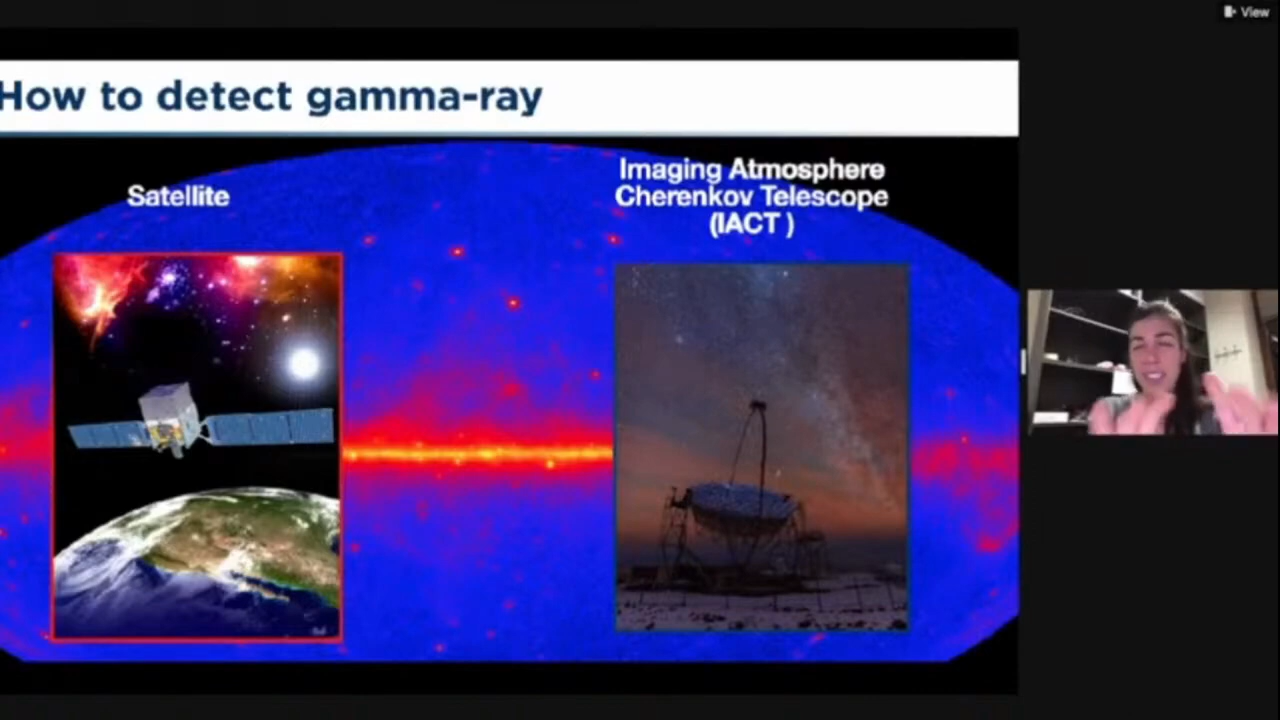 View
How to detect gamma-ray
Satellite
Imaging Atmosphere
Cherenkov Telescope
(IACT )